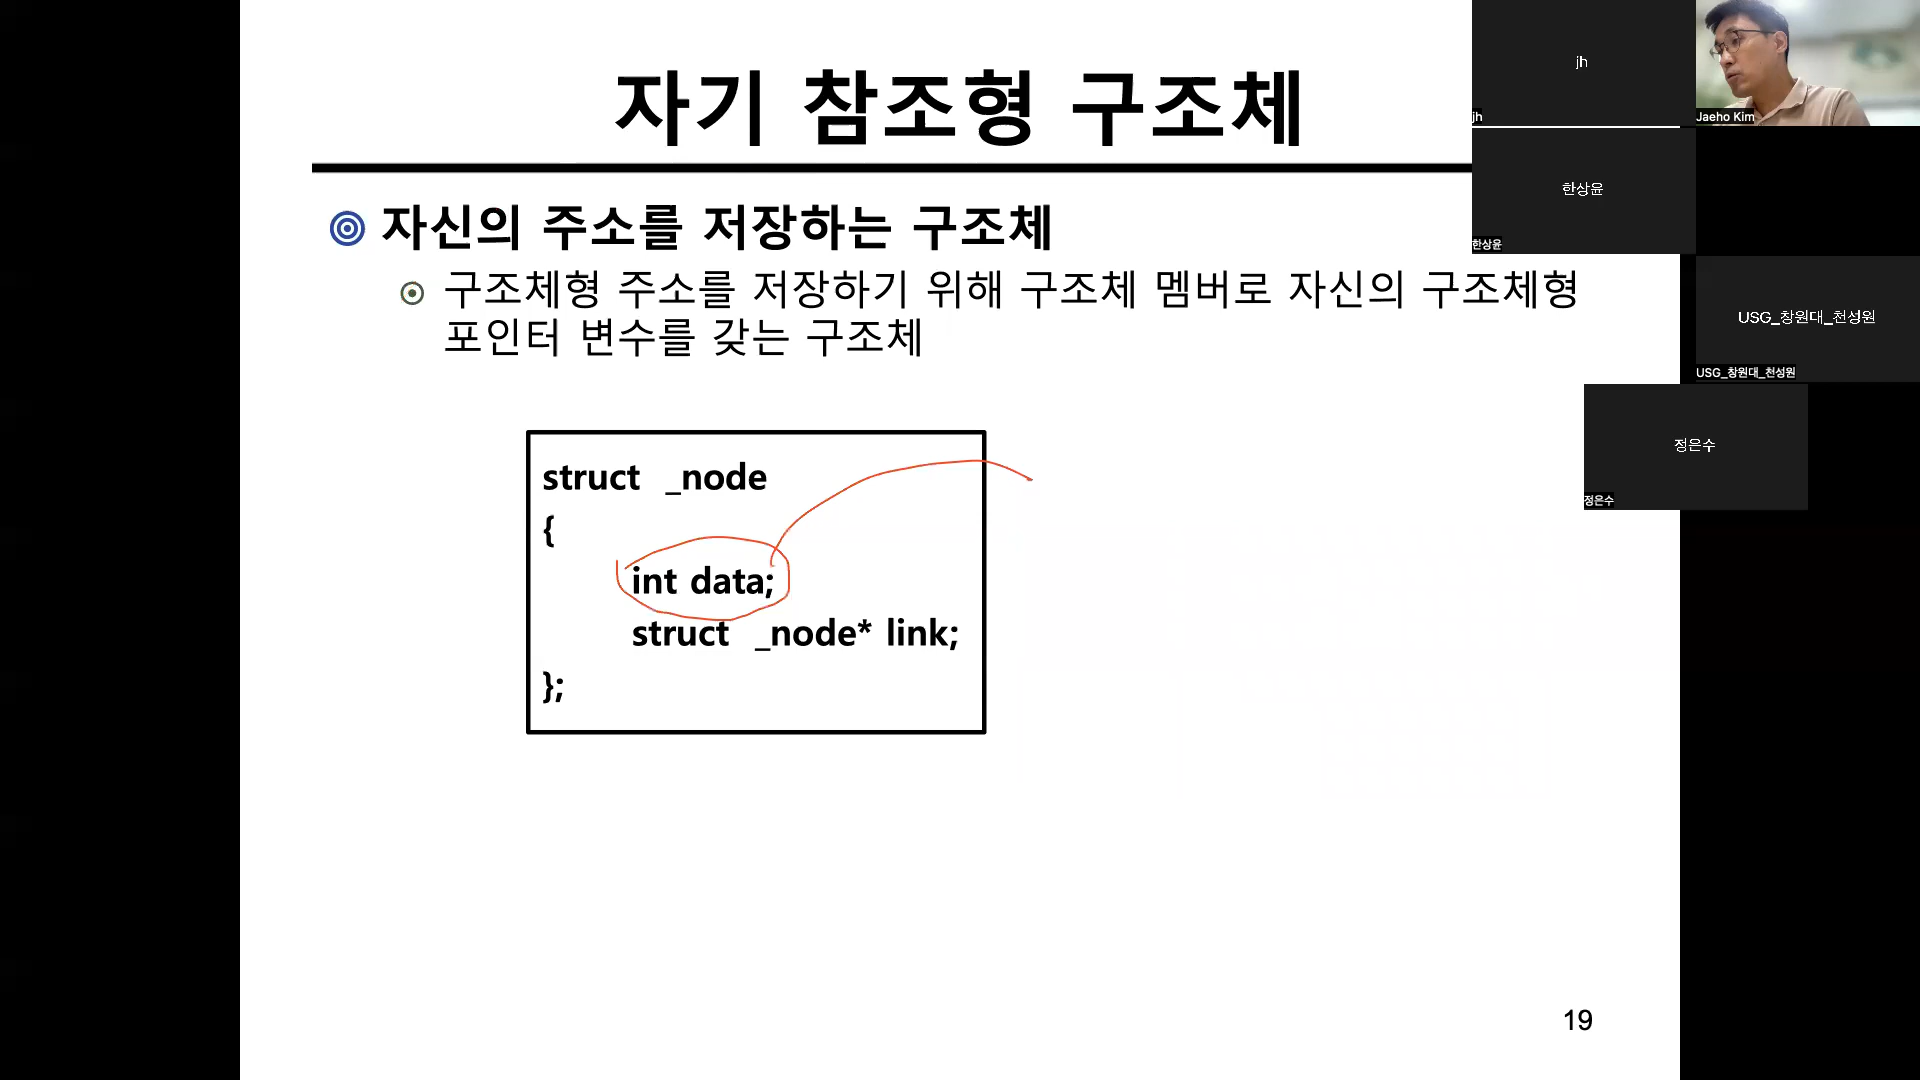 자기 참조형 구조체
자신의 주소를 저장하는 구조체
구조체형 주소를 저장하기 위해 구조체 멤버로 자신의 구조체형
포인터 변수를 갖는 구조체
struct _node
{
int data;
struct _node* link;
};
19
jh
jh
Jaeho Kim
한상윤
한상윤
USG_창원대_천성원
USG_창원대_천성원
정은수
정은수